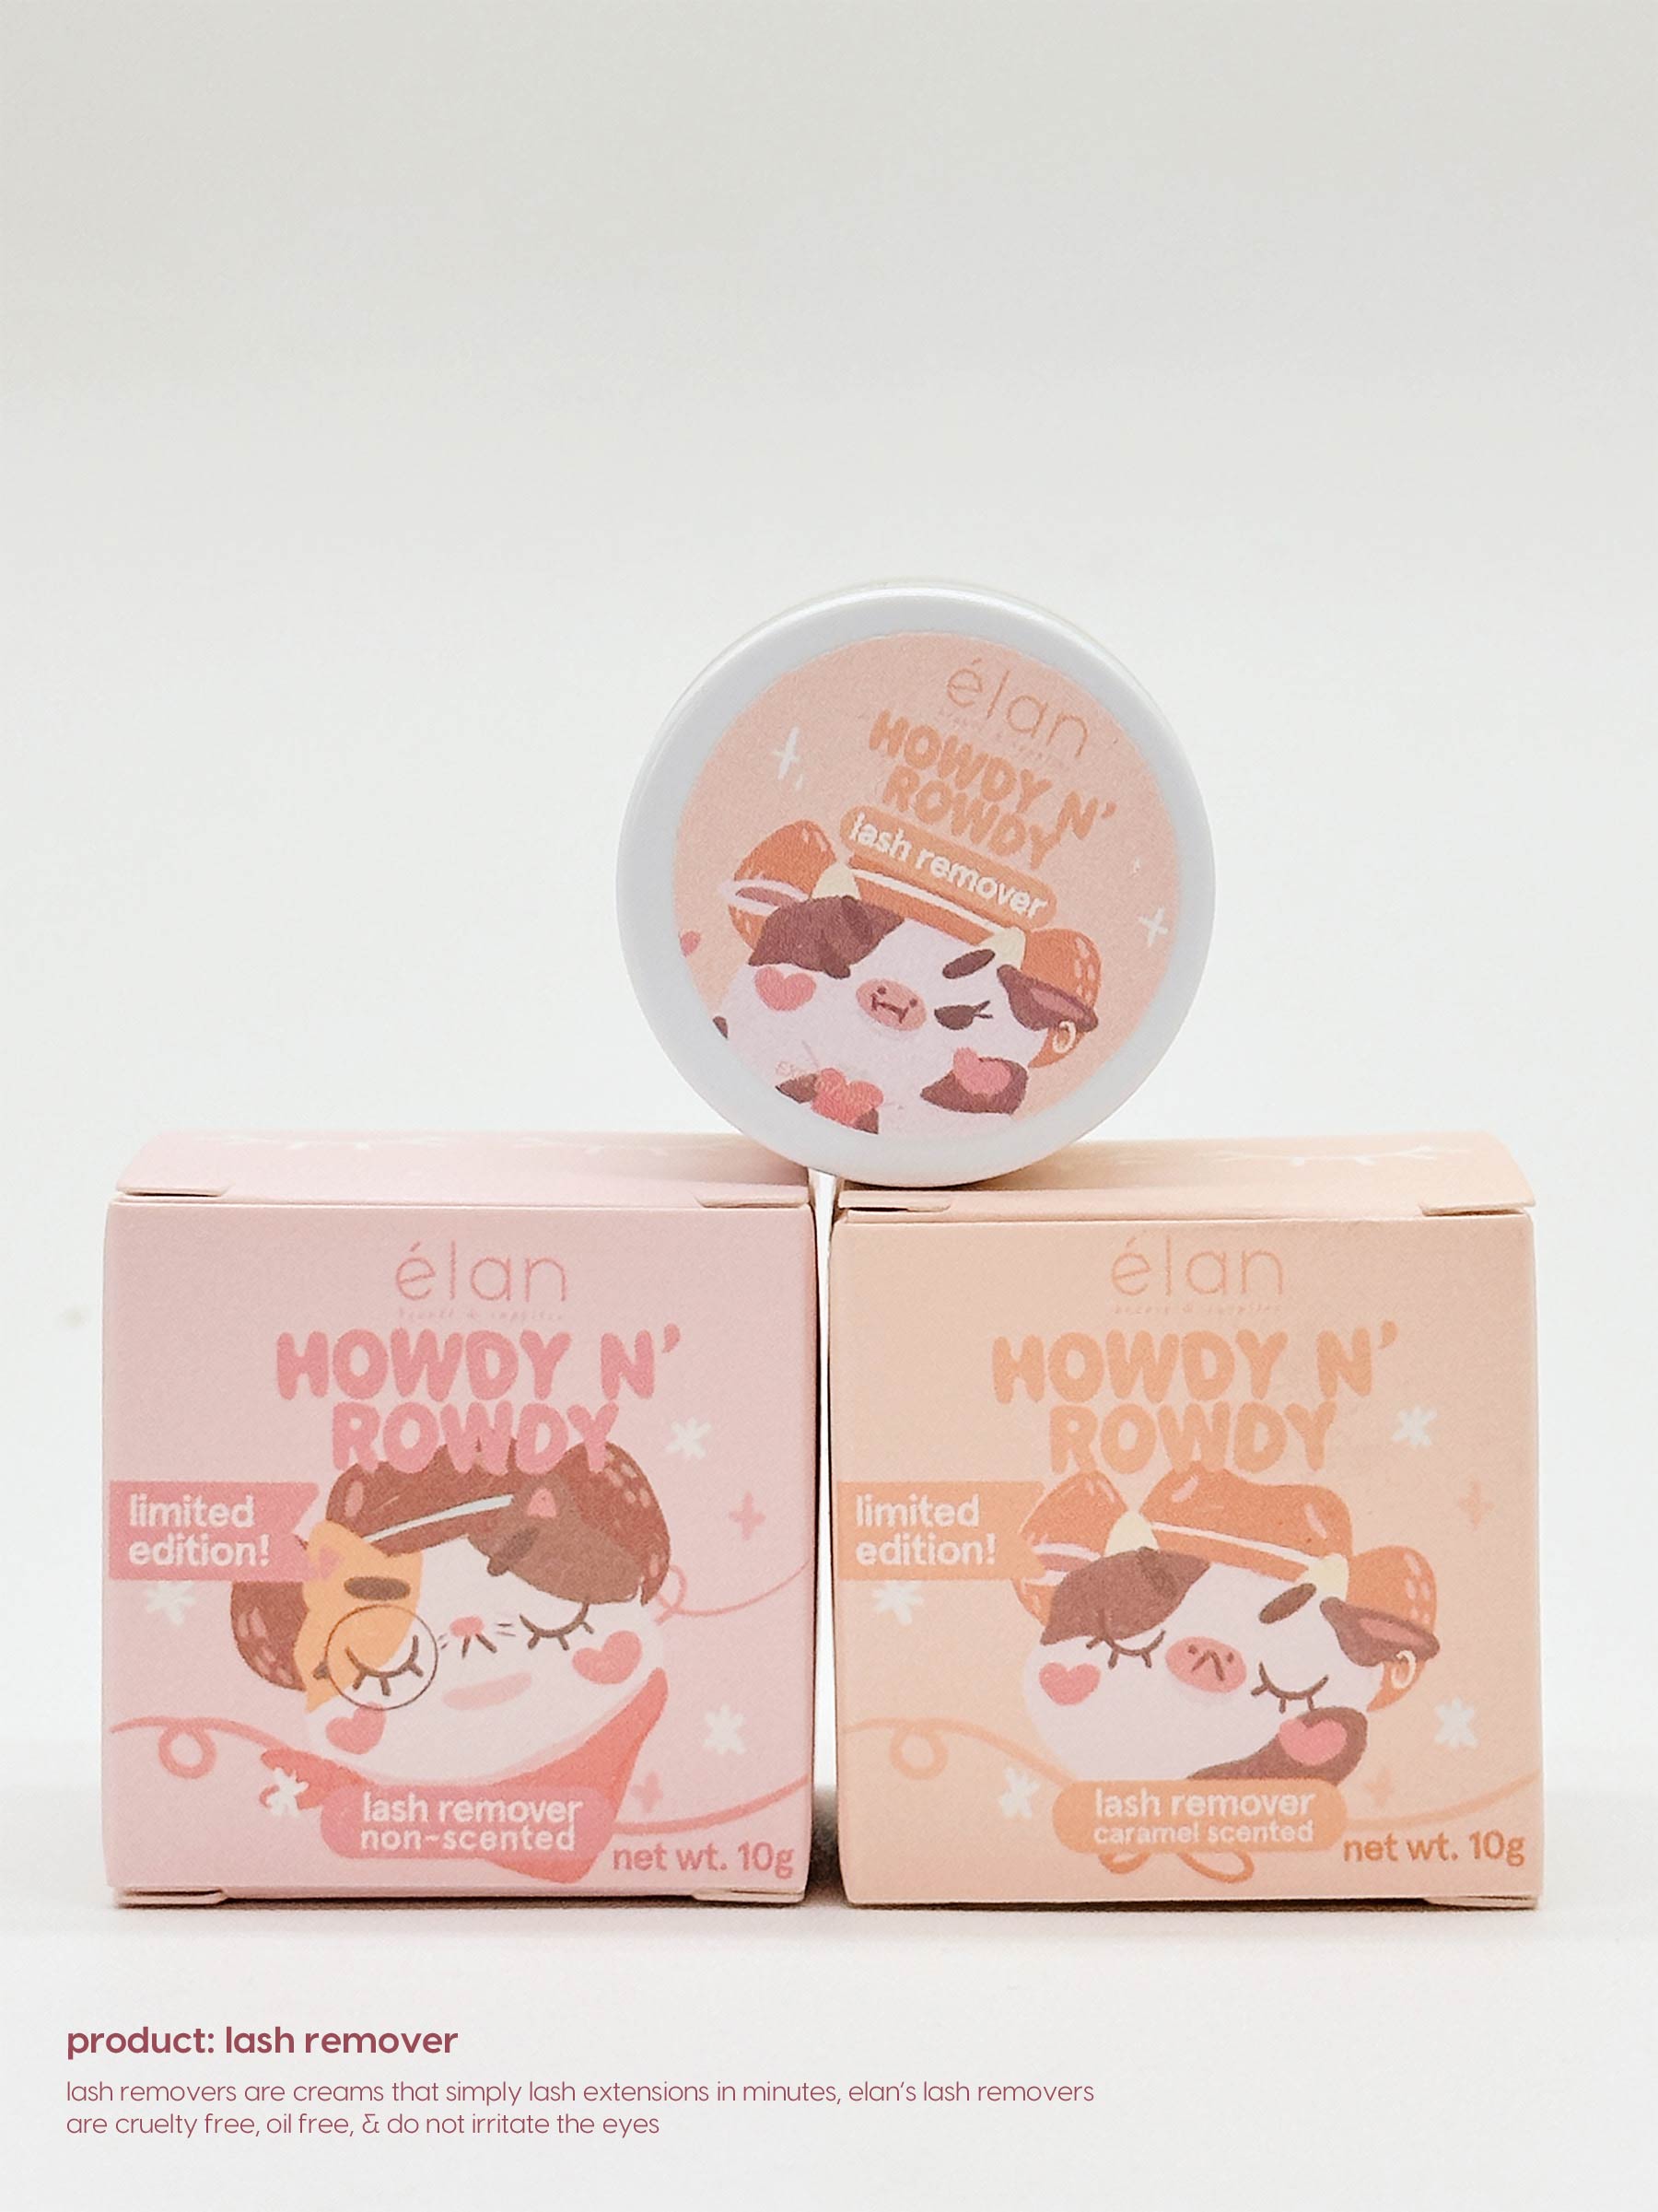 élan
HOWDY N'
ROWDY
lash remover
élan
HOWDY N'
ROWDY
limited
edition!
lash remover
non-scented
net wt. 10g
élan
HOWDY N'
ROWDY
limited
edition!
lash remover
caramel scented
net wt. 10g
product: lash remover
lash removers are creams that simply lash extensions in minutes, elan's lash removers
are cruelty free, oil free, & do not irritate the eyes